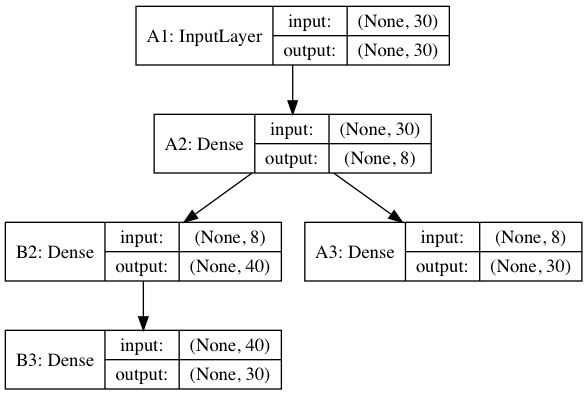 A1: InputLayer
input: (None, 30)
output: (None, 30)
A2: Dense
input: (None, 30)
output: (None, 8)
B2: Dense
input: (None, 8)
output: (None, 40)
A3: Dense
input: (None, 8)
output: (None, 30)
B3: Dense
input: (None, 40)
output: (None, 30)